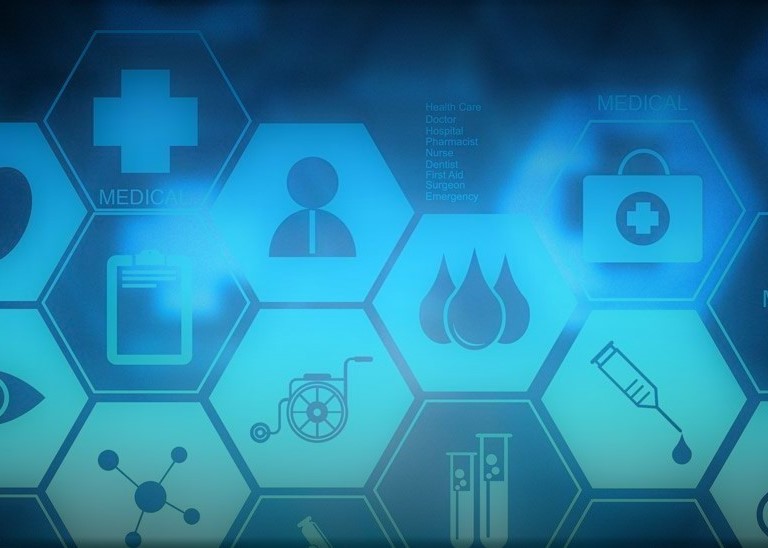 MEDICAL
Health Care
Doctor
Hospital
Pharmacist
Nurse
Dentist
First Aid
Surgeon
Emergency
MEDICAL